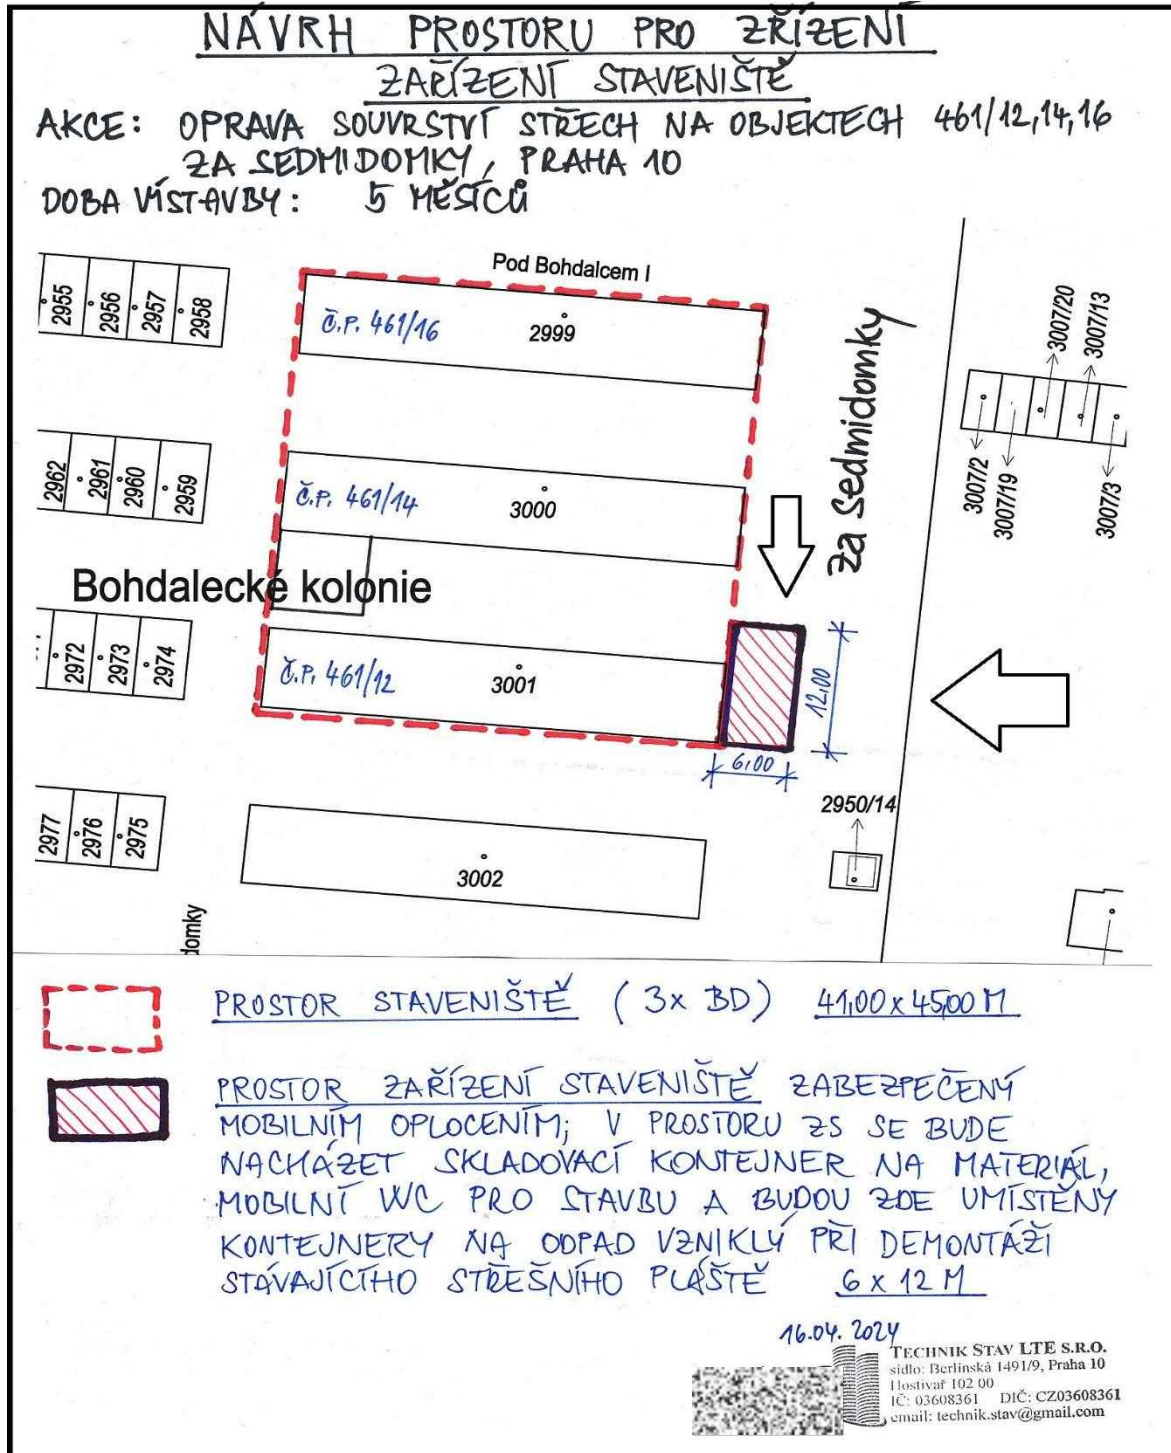 NÁVRH PROSTORU PRO ZŘÍZENÍ
ZAŘÍZENÍ STAVENIŠTĚ
AKCE: OPRAVA SOUVRSTVÍ STŘECH NA OBJEKTECH 461/12,14,16
ZA SEDMIDOMKY, PRAHA 10
DOBA VÍSTAVBY: 5 MĚSÍCŮ
Pod Bohdalcem I
2955
2956
2957
2958
Č.P. 461/16
2999
za sedmidomky
3007/20
3007/13
3007/2
3007/19
3007/3
2962
2961
2960
2959
Č.P. 461/14
3000
Bohdalecké kolonie
2972
2973
2974
Č.P. 461/12
3001
12,00
6,00
2950/14
2977
2976
2975
3002
domky
PROSTOR STAVENIŠTĚ (3x BD) 41,00 x 45,00 M
PROSTOR ZAŘÍZENÍ STAVENIŠTĚ ZABEZPEČENÝ
MOBILNÍM OPLOCENÍM; V PROSTORU ZS SE BUDE
NACHÁZET SKLADOVACÍ KONTEJNER NA MATERIÁL,
MOBILNÍ WC PRO STAVBU A BUDOU ZDE UMÍSTĚNY
KONTEJNERY NA ODPAD VZNIKLÝ PŘI DEMONTÁŽI
STÁVAJÍCÍHO STŘEŠNÍHO PLÁŠTĚ 6 x 12 M
16.04. 2024
TECHNIK STAV LTE S.R.O.
sídlo: Berlínská 1491/9, Praha 10
Hostivař 102 00
IČ: 03608361 DIČ: CZ03608361
email: technik.stav@gmail.com